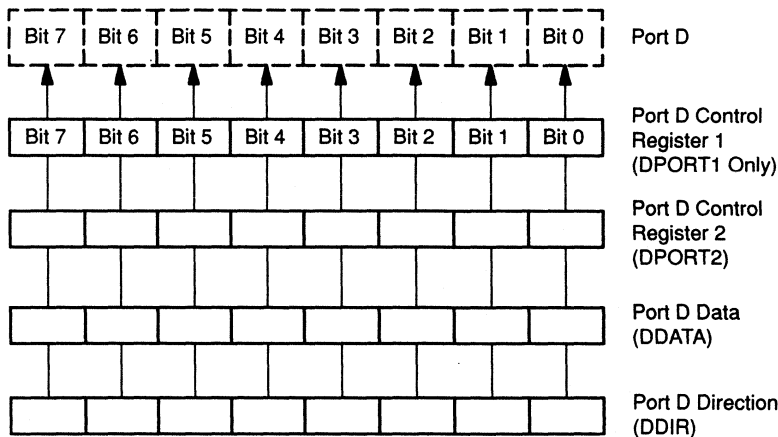 Bit 7 Bit 6 Bit 5 Bit 4 Bit 3 Bit 2 Bit 1 Bit 0 Port D
Bit 7 Bit 6 Bit 5 Bit 4 Bit 3 Bit 2 Bit 1 Bit 0
Port D Control
Register 1
(DPORT1 Only)
Port D Control
Register 2
(DPORT2)
Port D Data
(DDATA)
Port D Direction
(DDIR)